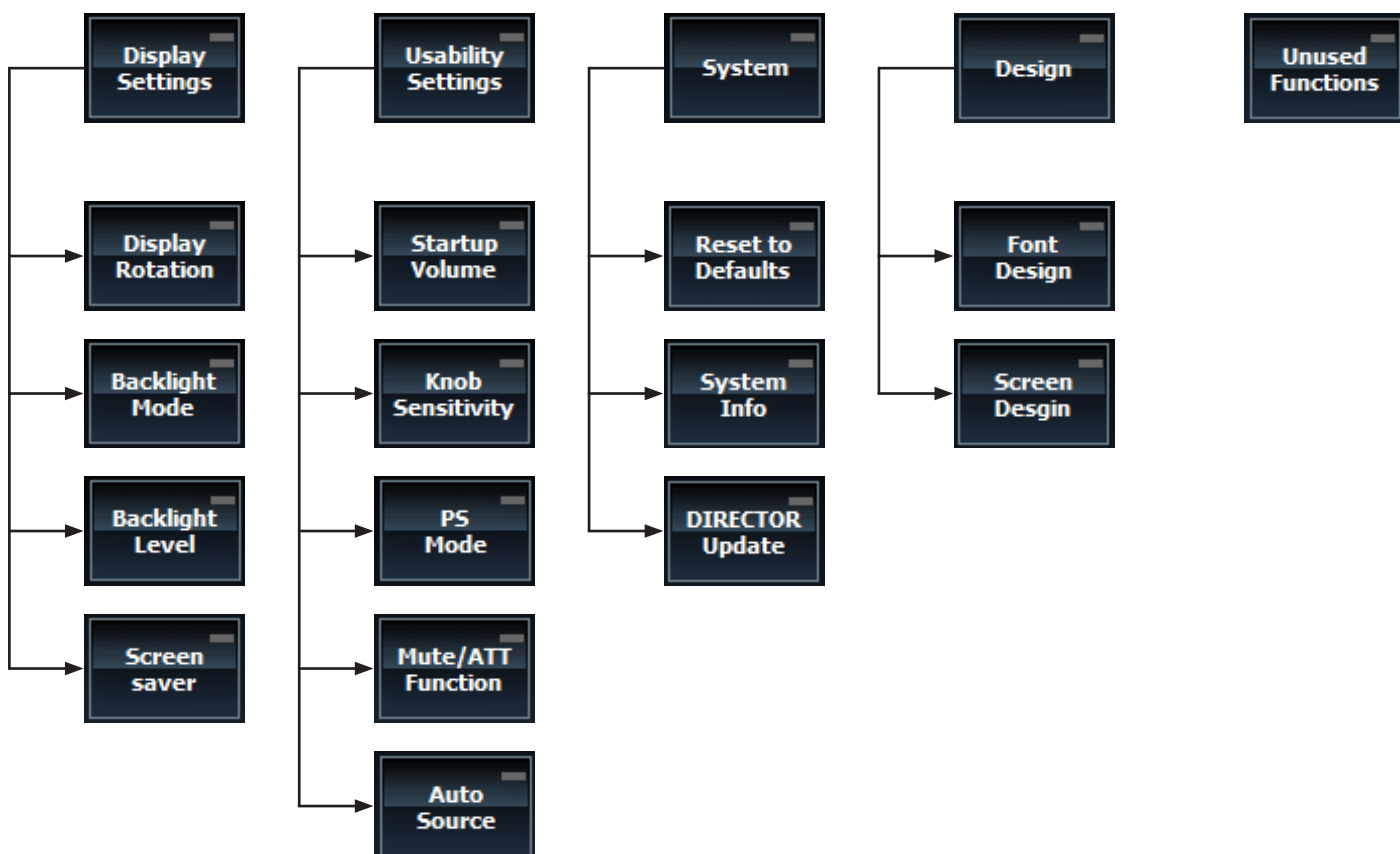 Display
Settings
Usability
Settings
System
Design
Unused
Functions
Display
Rotation
Startup
Volume
Reset to
Defaults
Font
Design
Backlight
Mode
Knob
Sensitivity
System
Info
Screen
Desgin
Backlight
Level
PS
Mode
DIRECTOR
Update
Screen
saver
Mute/ATT
Function
Auto
Source